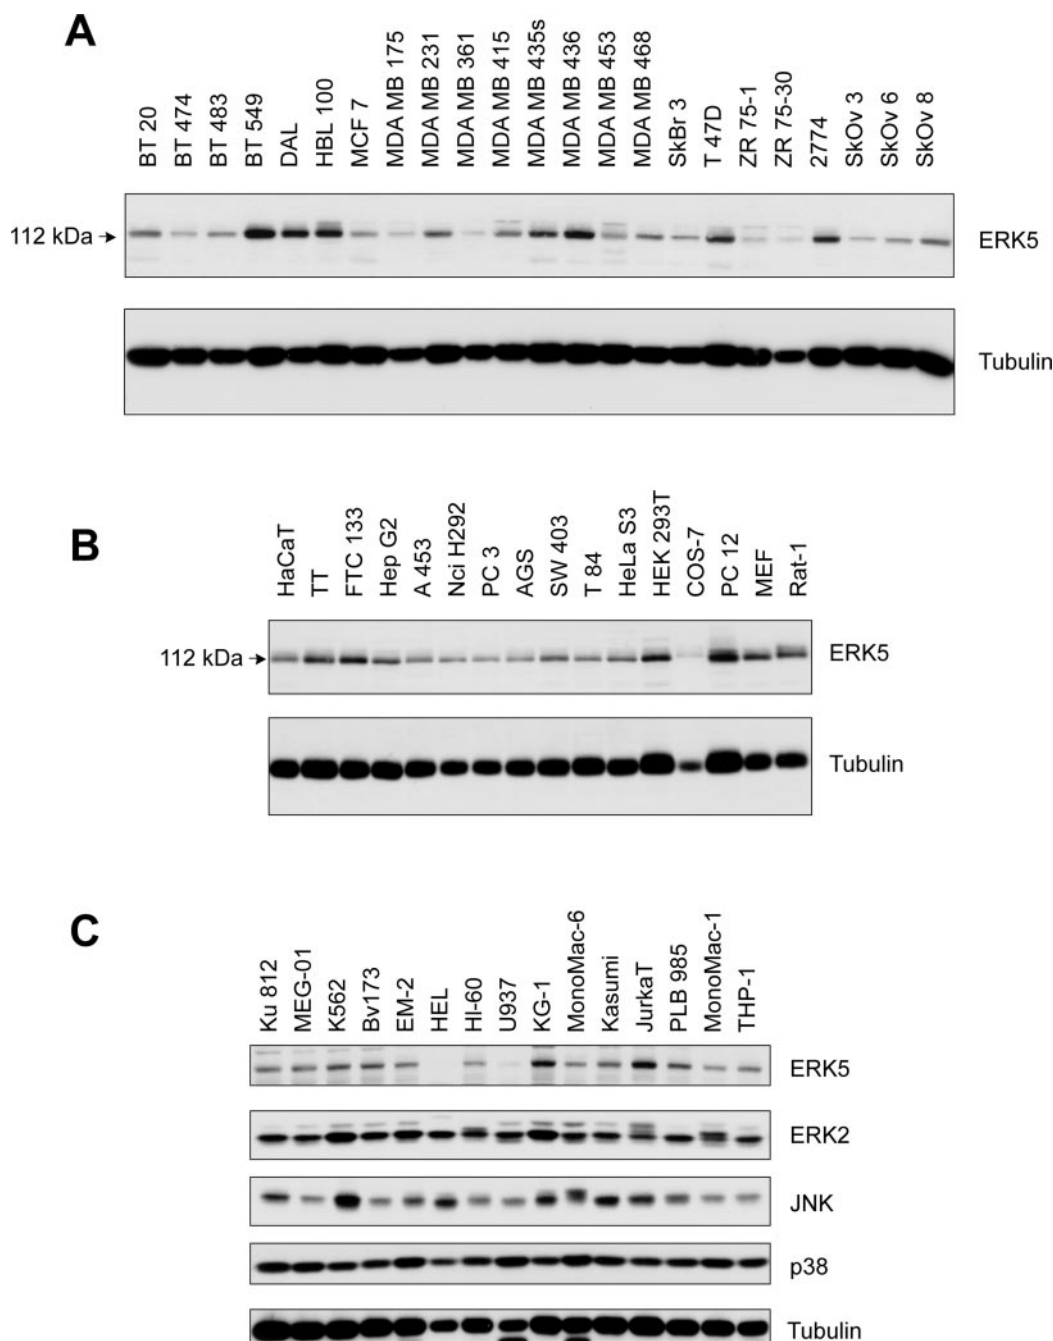 A
BT 20
BT 474
BT 483
BT 549
DAL
HBL 100
MCF 7
MDA MB 175
MDA MB 231
MDA MB 361
MDA MB 415
MDA MB 435s
MDA MB 436
MDA MB 453
MDA MB 468
SkBr 3
T 47D
ZR 75-1
ZR 75-30
2774
SkOv 3
SkOv 6
SkOv 8
112 kDa
ERK5
Tubulin
B
HaCaT
TT
FTC 133
Hep G2
A 453
Nci H292
PC 3
AGS
SW 403
T 84
HeLa S3
HEK 293T
COS-7
PC 12
MEF
Rat-1
112 kDa
ERK5
Tubulin
C
Ku 812
MEG-01
K562
Bv173
EM-2
HEL
Hl-60
U937
KG-1
MonoMac-6
Kasumi
JurkaT
PLB 985
MonoMac-1
THP-1
ERK5
ERK2
JNK
p38
Tubulin